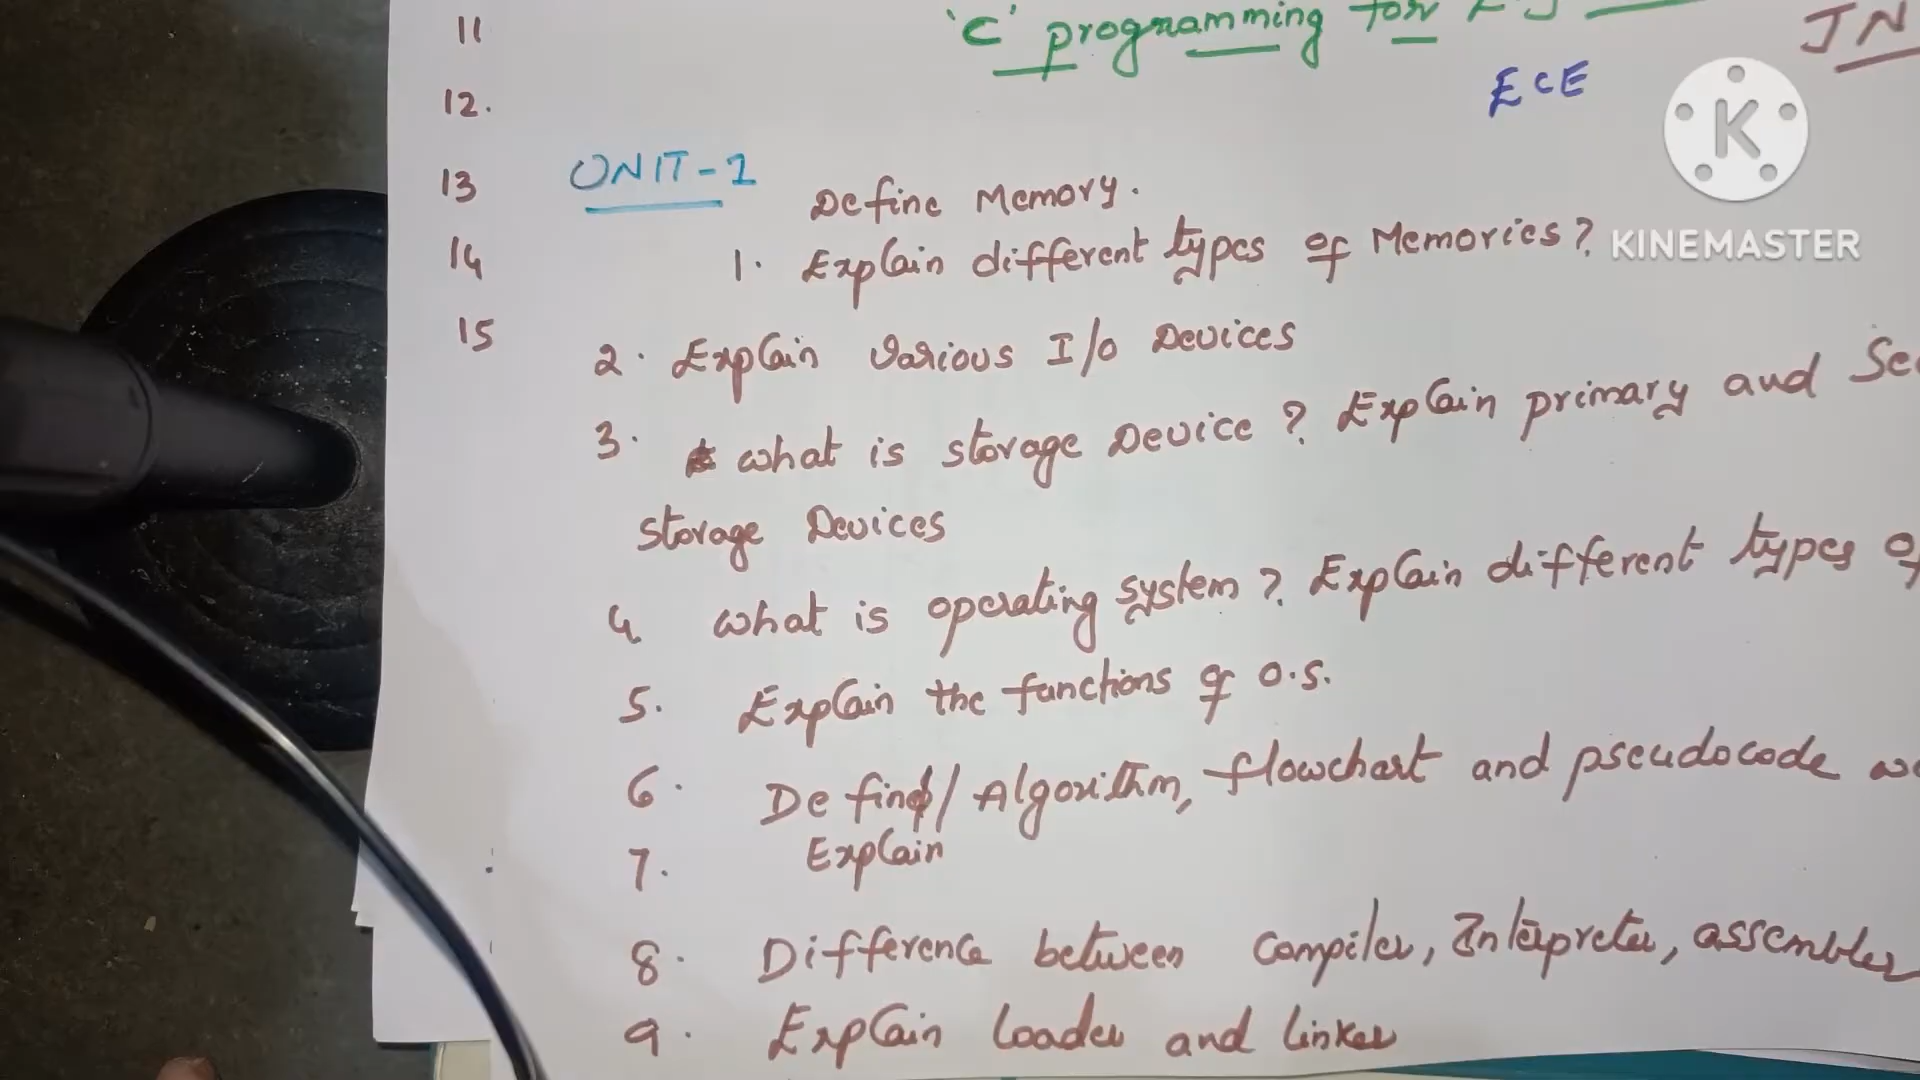 11
'C' programming for
JN
12.
ECE
K
KINEMASTER
13
UNIT-1
Define Memory.
14
1. Explain different types of Memories?
15
2. Explain various I/o Devices
3. What is storage Device? Explain primary and Sec
storage Devices
4 What is operating system? Explain different types of
5. Explain the functions of O.S.
6. Define/ Algorithm, flowchart and pseudocode
7. Explain
8. Difference between Compiler, Interpreter, assembler
9. Explain Loader and Linker